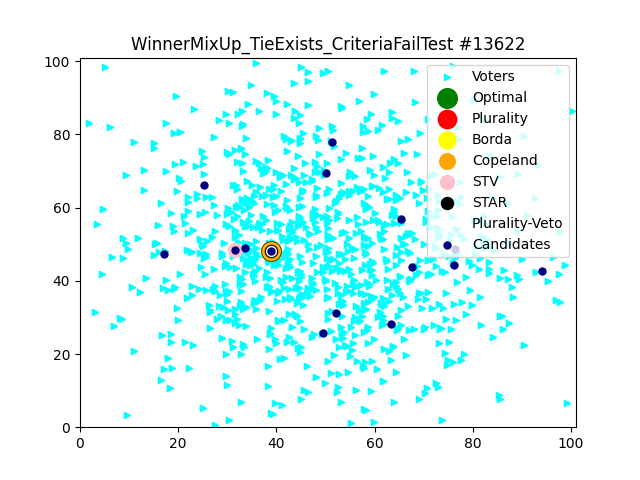 WinnerMixUp_TieExists_CriteriaFailTest #13622
100
80
60
40
20
0
0
20
40
60
80
100
Voters
Optimal
Plurality
Borda
Copeland
STV
STAR
Plurality-Veto
Candidates